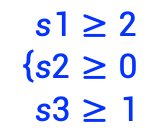 s1 ≥ 2
{s2 ≥ 0
s3 ≥ 1